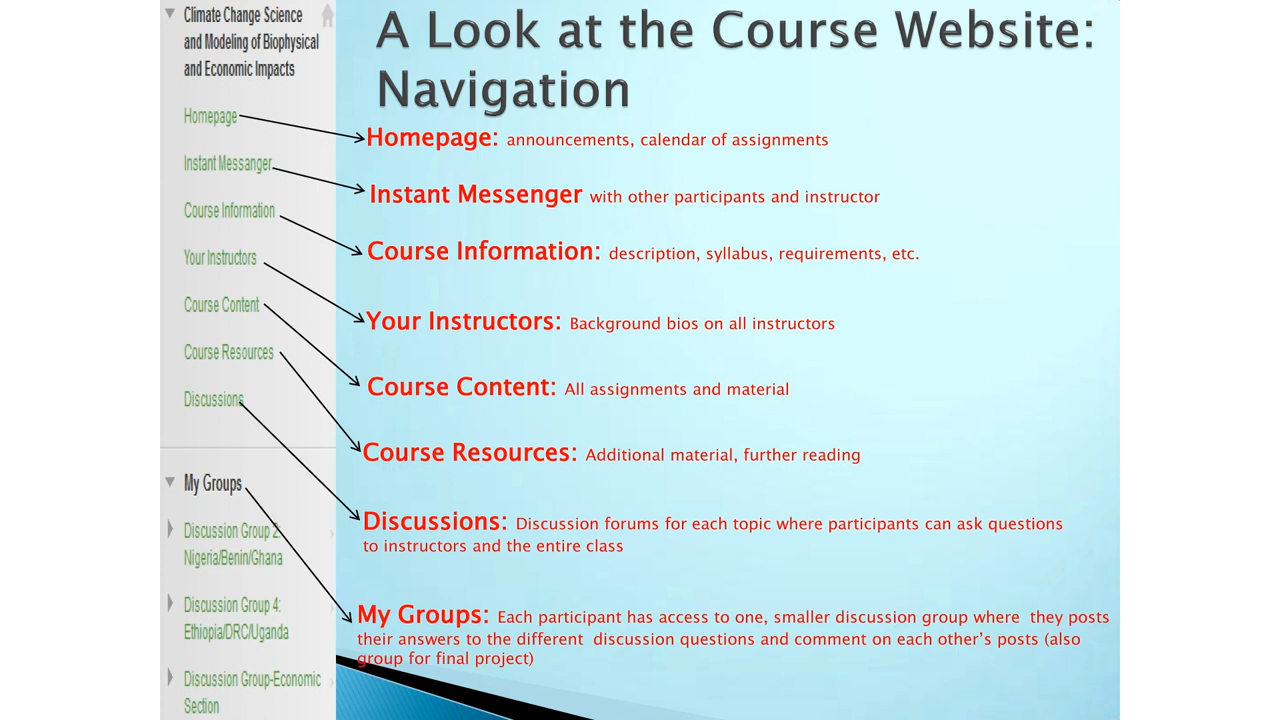 Climate Change Science
and Modeling of Biophysical
and Economic Impacts
Homepage
Instant Messanger
Course Information
Your Instructors
Course Content
Course Resources
Discussions
My Groups
Discussion Group 2:
Nigeria/Benin/Ghana
Discussion Group 4:
Ethiopia/DRC/Uganda
Discussion Group-Economic
Section
A Look at the Course Website:
Navigation
Homepage: announcements, calendar of assignments
Instant Messenger with other participants and instructor
Course Information: description, syllabus, requirements, etc.
Your Instructors: Background bios on all instructors
Course Content: All assignments and material
Course Resources: Additional material, further reading
Discussions: Discussion forums for each topic where participants can ask questions
to instructors and the entire class
My Groups: Each participant has access to one, smaller discussion group where they posts
their answers to the different discussion questions and comment on each other's posts (also
group for final project)